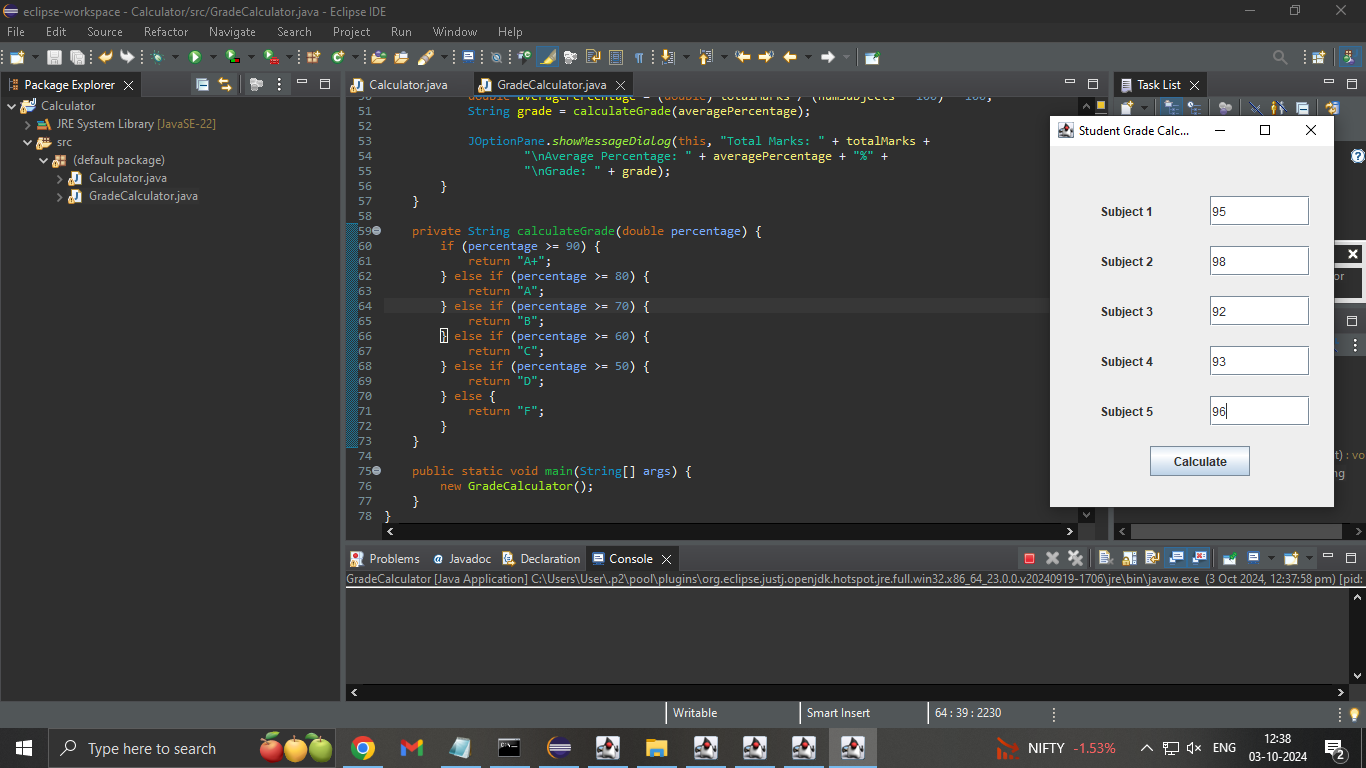 eclipse-workspace - Calculator/src/GradeCalculator.java - Eclipse IDE
File Edit Source Refactor Navigate Search Project Run Window Help
Package Explorer
Calculator.java
GradeCalculator.java
Task List
Calculator
JRE System Library [JavaSE-22]
src
(default package)
Calculator.java
GradeCalculator.java
51 String grade = calculateGrade(averagePercentage);
52
53 JOptionPane.showMessageDialog(this, "Total Marks: " + totalMarks +
54 "\nAverage Percentage: " + averagePercentage + "%" +
55 "\nGrade: " + grade);
56 }
57 }
58
59 private String calculateGrade(double percentage) {
60 if (percentage >= 90) {
61 return "A+";
62 } else if (percentage >= 80) {
63 return "A";
64 } else if (percentage >= 70) {
65 return "B";
66 } else if (percentage >= 60) {
67 return "C";
68 } else if (percentage >= 50) {
69 return "D";
70 } else {
71 return "F";
72 }
73 }
74
75 public static void main(String[] args) {
76 new GradeCalculator();
77 }
78 }
Student Grade Calc...
Subject 1 95
Subject 2 98
Subject 3 92
Subject 4 93
Subject 5 96
Calculate
Problems @ Javadoc Declaration Console
GradeCalculator [Java Application] C:\Users\User\.p2\pool\plugins\org.eclipse.justj.openjdk.hotspot.jre.full.win32.x86_64_23.0.0.v20240919-1706\jre\bin\javaw.exe (3 Oct 2024, 12:37:58 pm) [pid:
Writable Smart Insert 64 : 39 : 2230
Type here to search
NIFTY -1.53%
ENG
12:38
03-10-2024
2